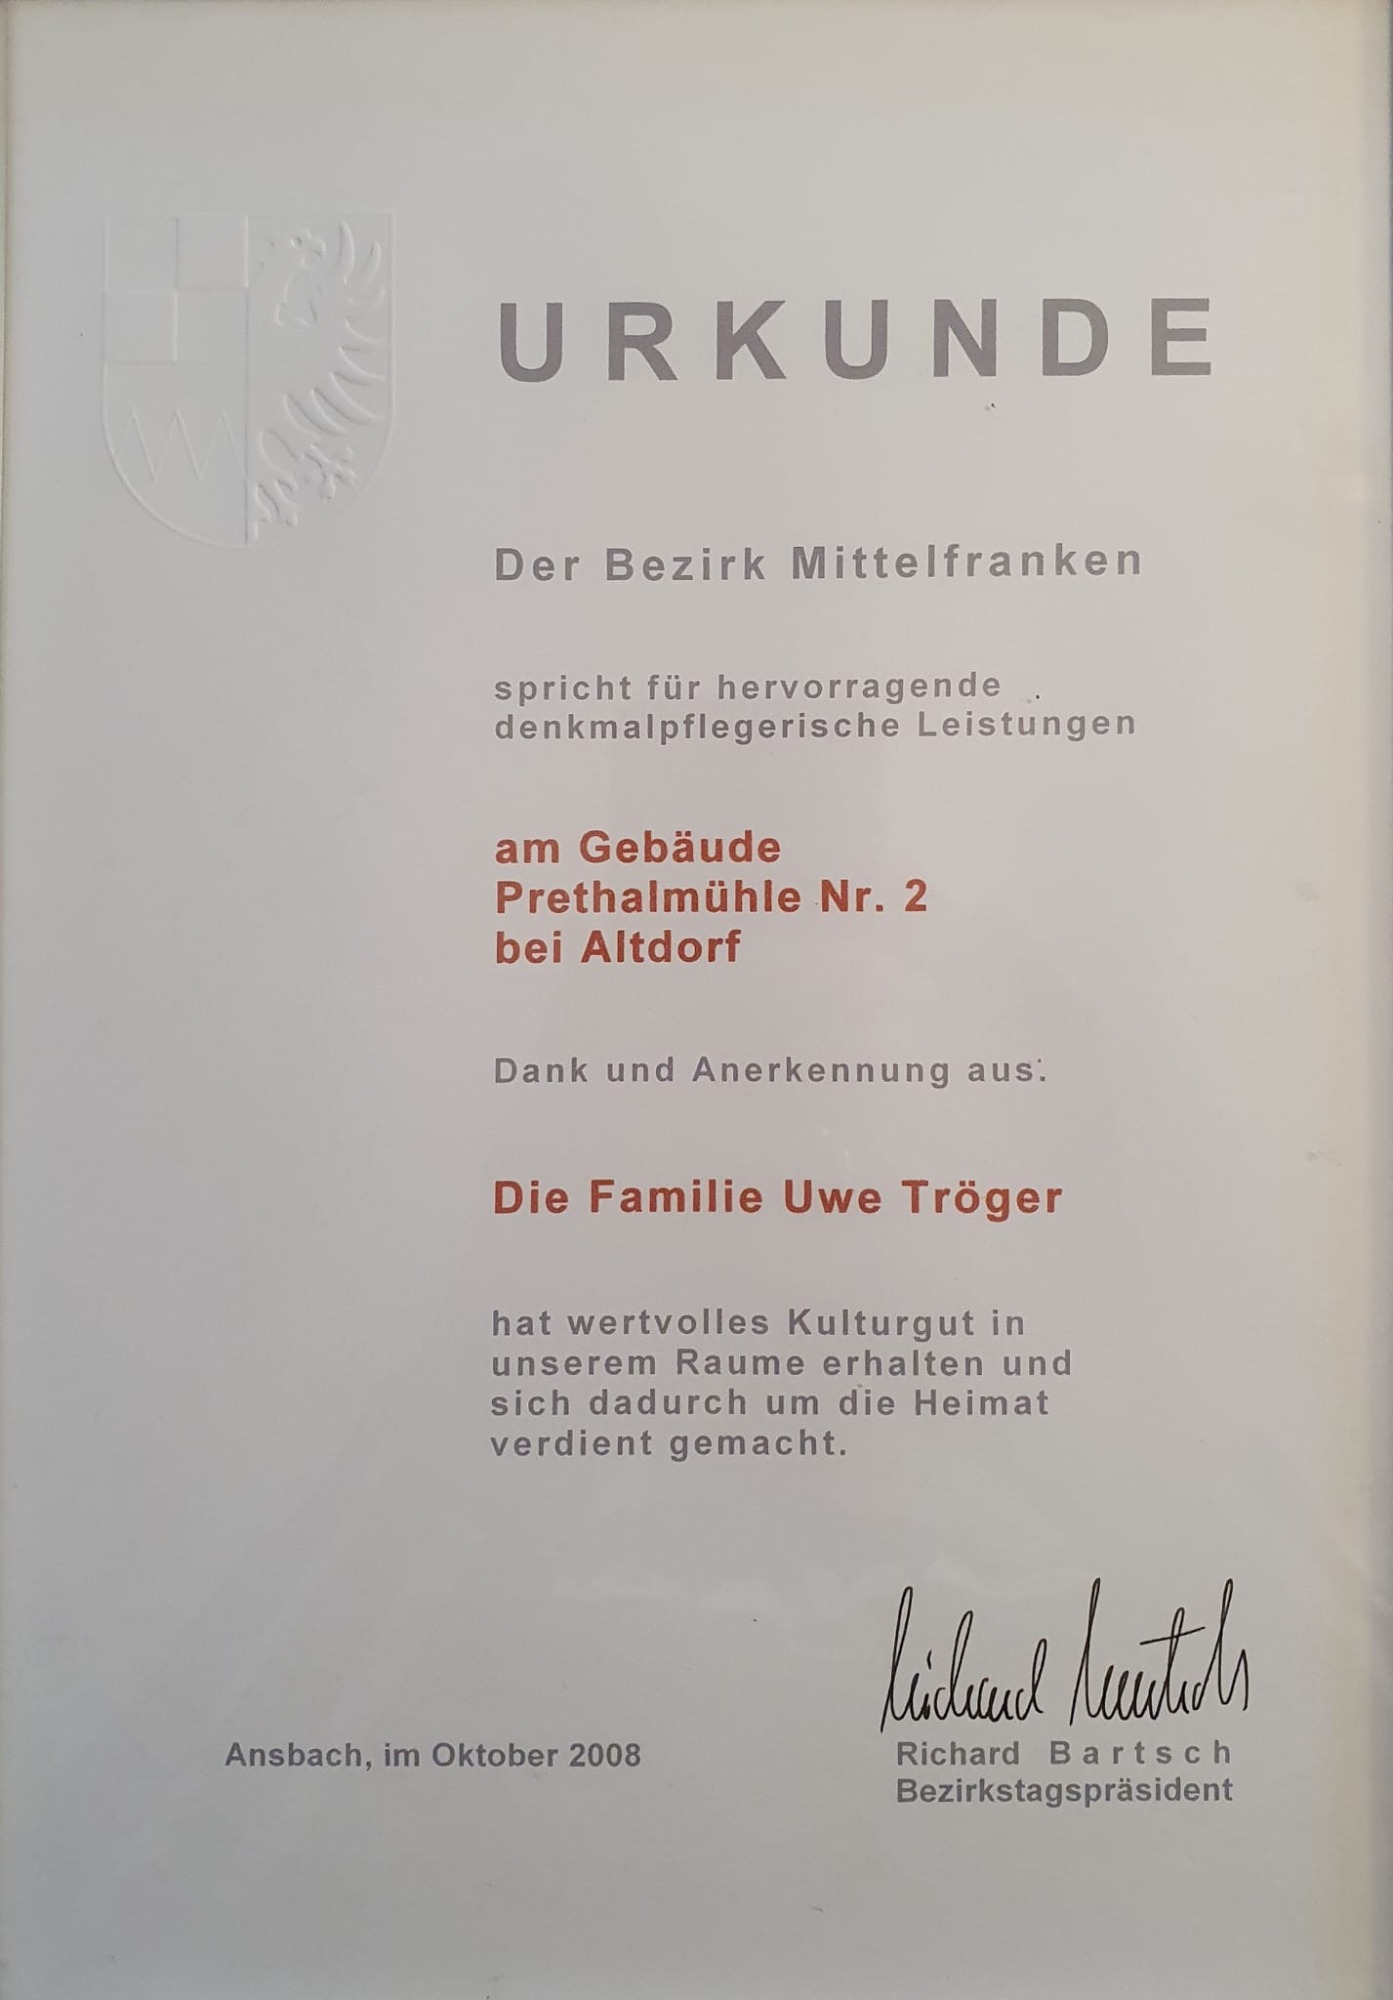 URKUNDE
Der Bezirk Mittelfranken
spricht für hervorragende
denkmalpflegerische Leistungen
am Gebäude
Prethalmühle Nr. 2
bei Altdorf
Dank und Anerkennung aus.
Die Familie Uwe Tröger
hat wertvolles Kulturgut in
unserem Raume erhalten und
sich dadurch um die Heimat
verdient gemacht.
Richard Bartsch
Ansbach, im Oktober 2008
Richard Bartsch
Bezirkstagspräsident